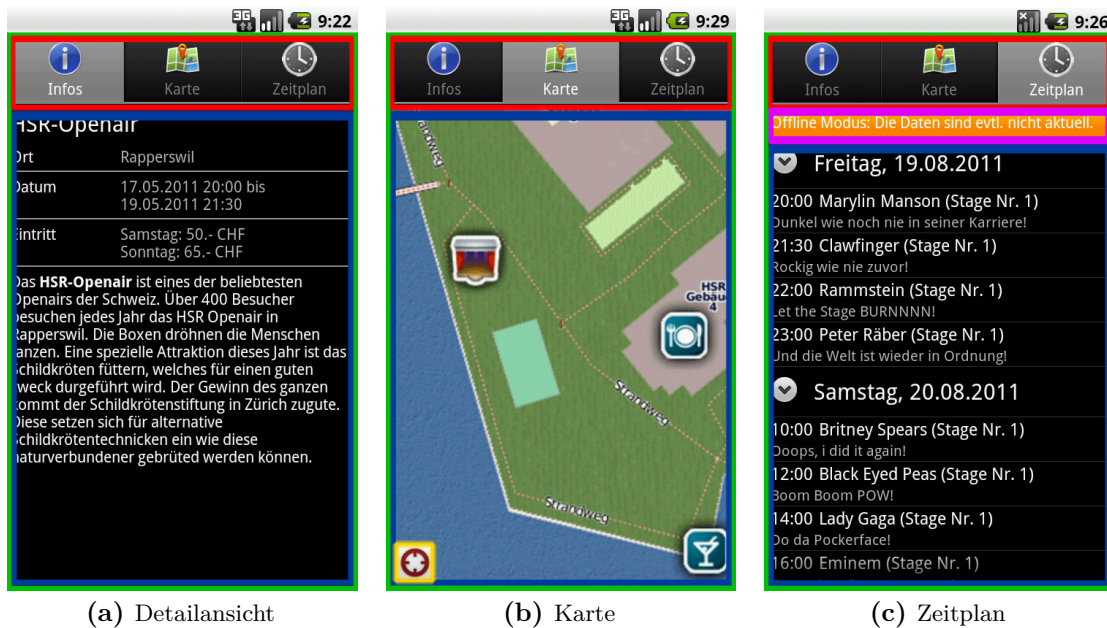 3G 9:22
Infos Karte Zeitplan
HSR-Openair
Ort Rapperswil
Datum 17.05.2011 20:00 bis
19.05.2011 21:30
Eintritt Samstag: 50.- CHF
Sonntag: 65.- CHF
Das HSR-Openair ist eines der beliebtesten
Openairs der Schweiz. Über 400 Besucher
besuchen jedes Jahr das HSR Openair in
Rapperswil. Die Boxen dröhnen die Menschen
tanzen. Eine spezielle Attraktion dieses Jahr ist das
Schildkröten füttern, welches für einen guten
zweck durgeführt wird. Der Gewinn des ganzen
kommt der Schildkrötenstiftung in Zürich zugute.
Diese setzen sich für alternative
Schildkrötentechnicken ein wie diese
naturverbundener gebrüted werden können.
(a) Detailansicht
3G 9:29
Infos Karte Zeitplan
Strandweg
HSR
Gebäud
4
Strandweg
Strandweg
(b) Karte
9:26
Infos Karte Zeitplan
Offline Modus: Die Daten sind evtl. nicht aktuell.
Freitag, 19.08.2011
20:00 Marylin Manson (Stage Nr. 1)
Dunkel wie noch nie in seiner Karriere!
21:30 Clawfinger (Stage Nr. 1)
Rockig wie nie zuvor!
22:00 Rammstein (Stage Nr. 1)
Let the Stage BURNNNN!
23:00 Peter Räber (Stage Nr. 1)
Und die Welt ist wieder in Ordnung!
Samstag, 20.08.2011
10:00 Britney Spears (Stage Nr. 1)
Ooops, i did it again!
12:00 Black Eyed Peas (Stage Nr. 1)
Boom Boom POW!
14:00 Lady Gaga (Stage Nr. 1)
Do da Pockerface!
16:00 Eminem (Stage Nr. 1)
(c) Zeitplan